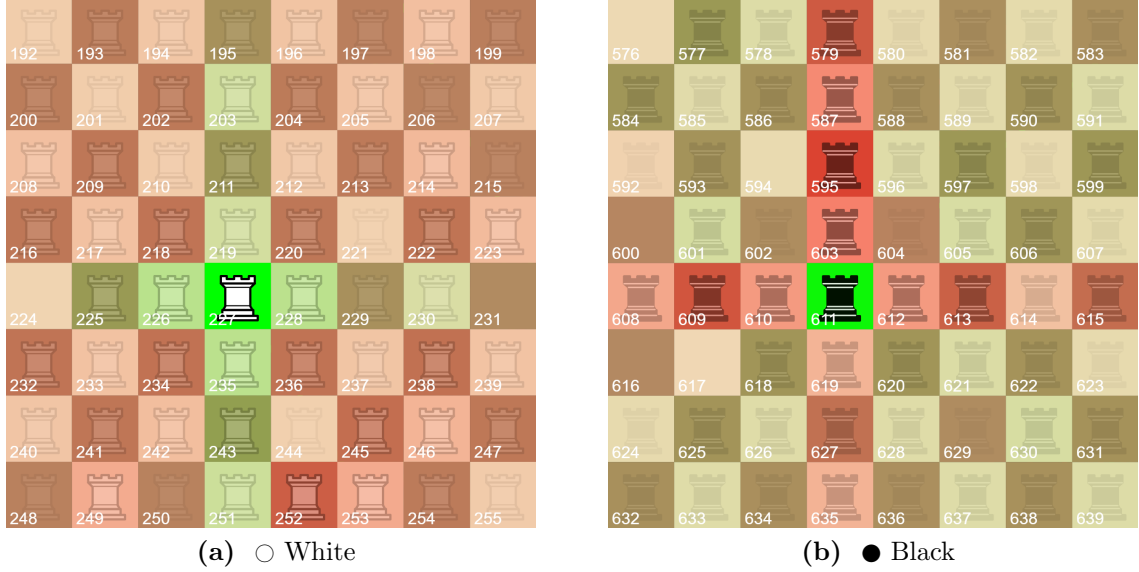 192 193 194 195 196 197 198 199
200 201 202 203 204 205 206 207
208 209 210 211 212 213 214 215
216 217 218 219 220 221 222 223
224 225 226 227 228 229 230 231
232 233 234 235 236 237 238 239
240 241 242 243 244 245 246 247
248 249 250 251 252 253 254 255
(a) ○ White
576 577 578 579 580 581 582 583
584 585 586 587 588 589 590 591
592 593 594 595 596 597 598 599
600 601 602 603 604 605 606 607
608 609 610 611 612 613 614 615
616 617 618 619 620 621 622 623
624 625 626 627 628 629 630 631
632 633 634 635 636 637 638 639
(b) ● Black